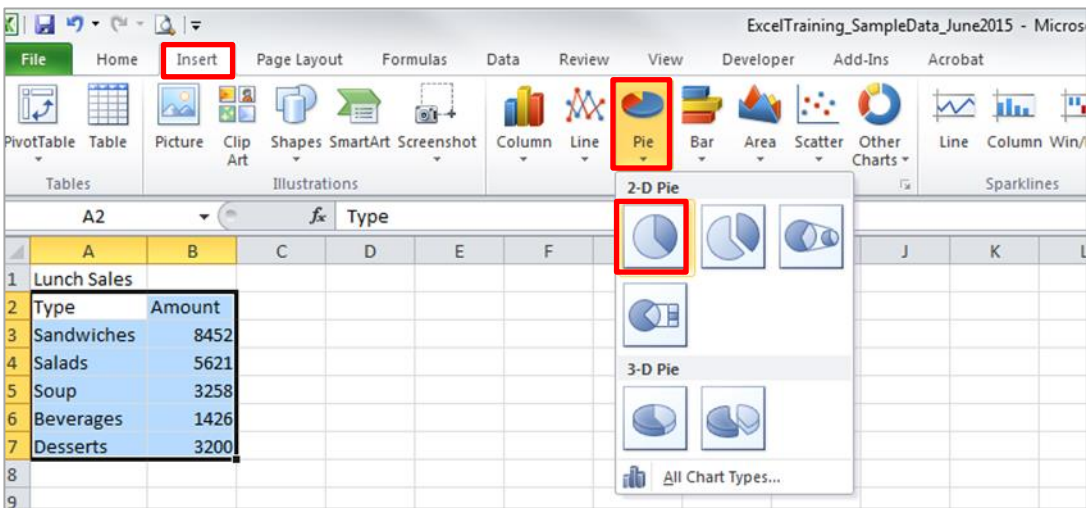 ExcelTraining_SampleData_June2015 - Micros
File Home Insert Page Layout Formulas Data Review View Developer Add-Ins Acrobat
PivotTable Table Picture Clip Art Shapes SmartArt Screenshot Column Line Pie Bar Area Scatter Other Charts Line Column Win/
Tables Illustrations Sparklines
2-D Pie
A2 fx Type
A B C D E F J K L
1 Lunch Sales
2 Type Amount
3 Sandwiches 8452
4 Salads 5621
5 Soup 3258
6 Beverages 1426
7 Desserts 3200
8
9
3-D Pie
All Chart Types...